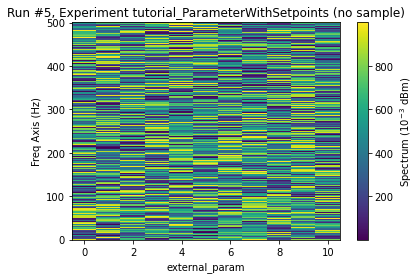 Run #5, Experiment tutorial_ParameterWithSetpoints (no sample)
500
400
300
200
100
0
Freq Axis (Hz)
0 2 4 6 8 10
external_param
800
600
400
200
Spectrum (10⁻³ dBm)